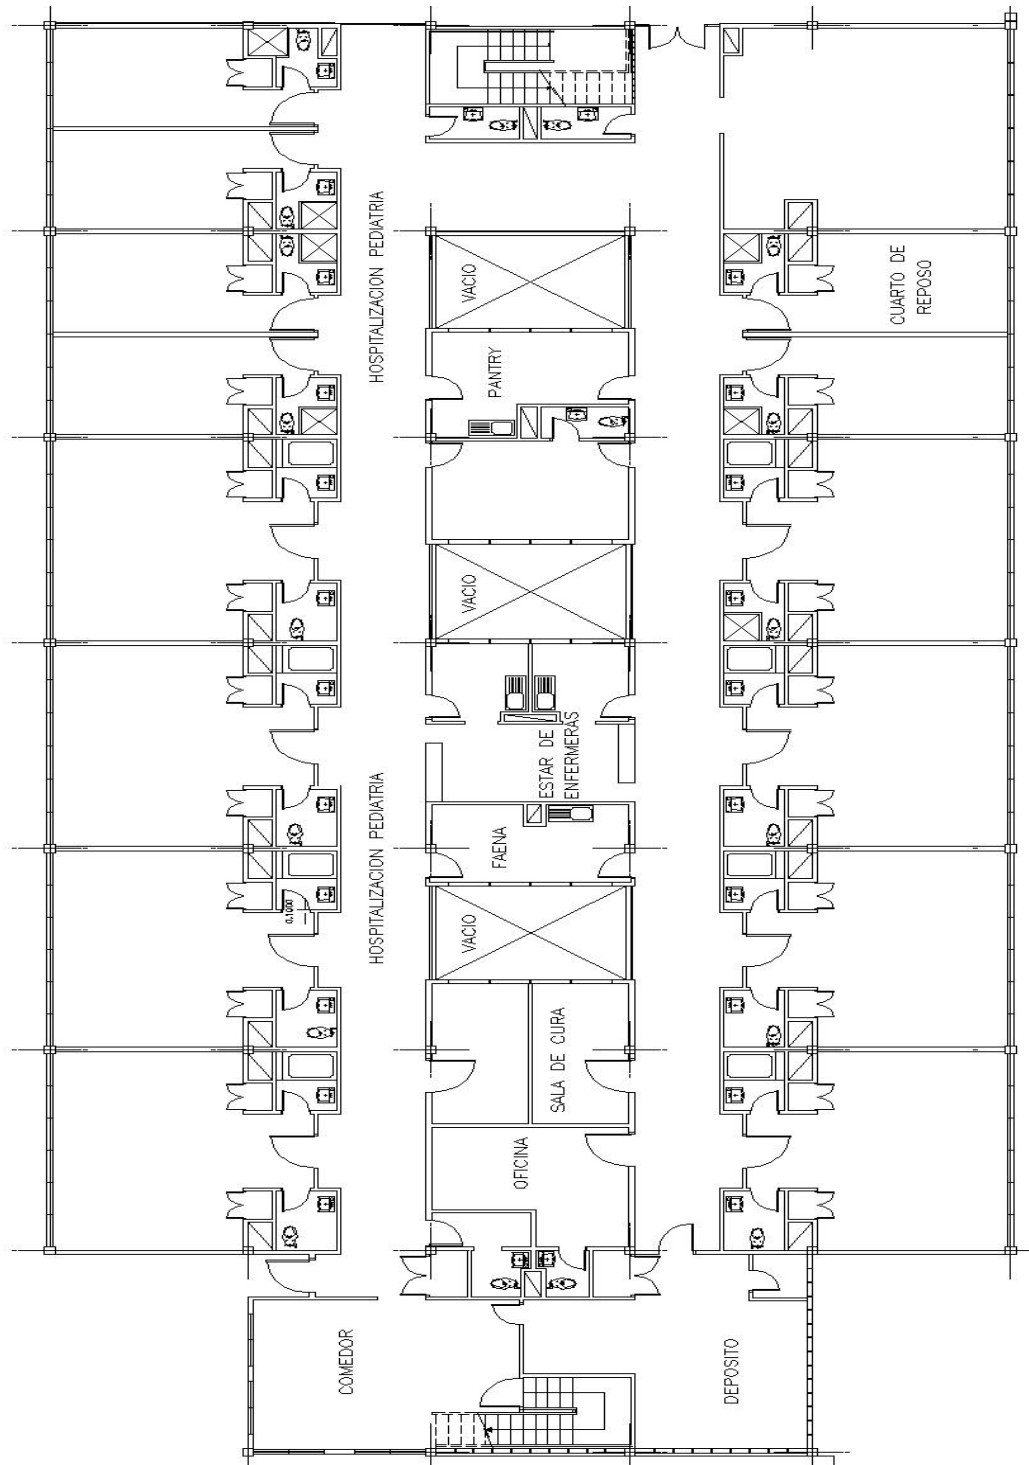 HOSPITALIZACION PEDIATRIA
VACIO
CUARTO DE
REPOSO
PANTRY
VACIO
ESTAR DE
ENFERMERAS
HOSPITALIZACION PEDIATRIA
FAENA
VACIO
SALA DE CURA
OFICINA
COMEDOR
DEPOSITO